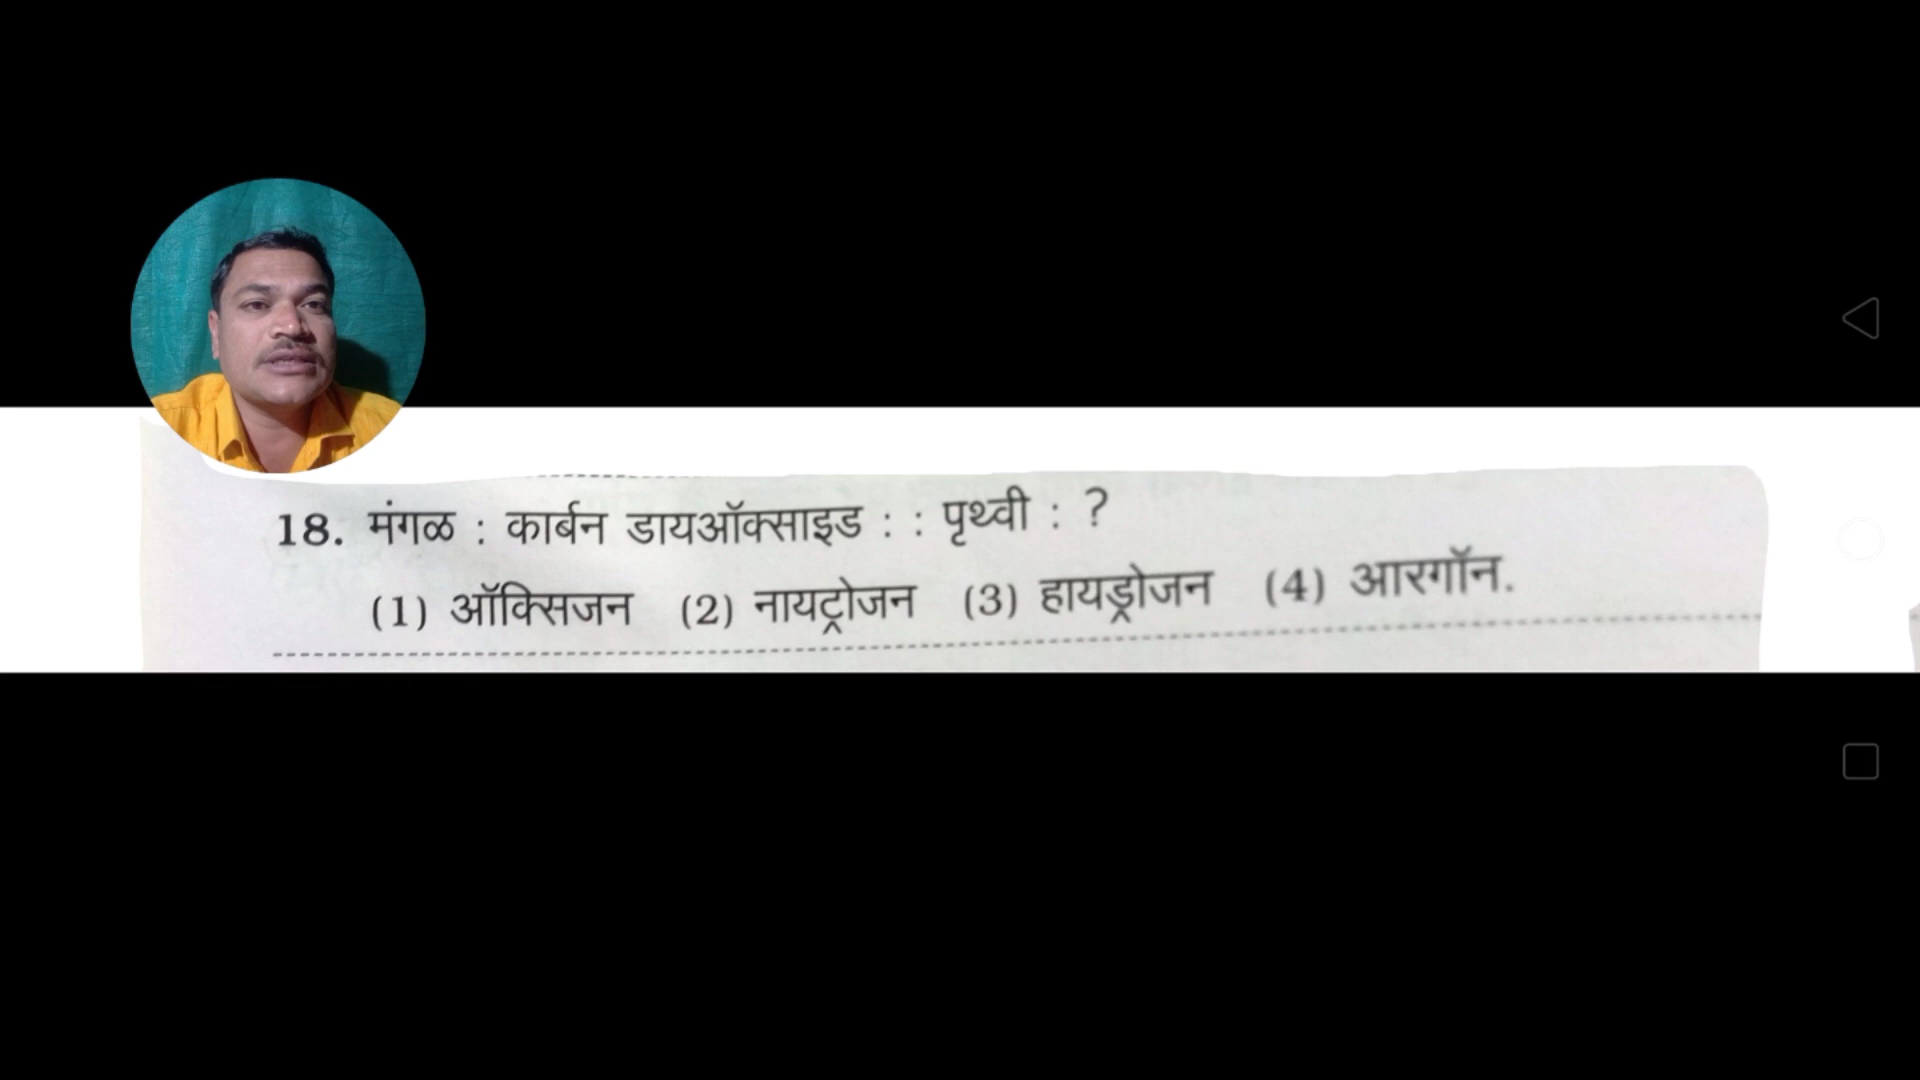 18. मंगळ : कार्बन डायऑक्साइड : : पृथ्वी : ?
(1) ऑक्सिजन (2) नायट्रोजन (3) हायड्रोजन (4) आरगॉन.